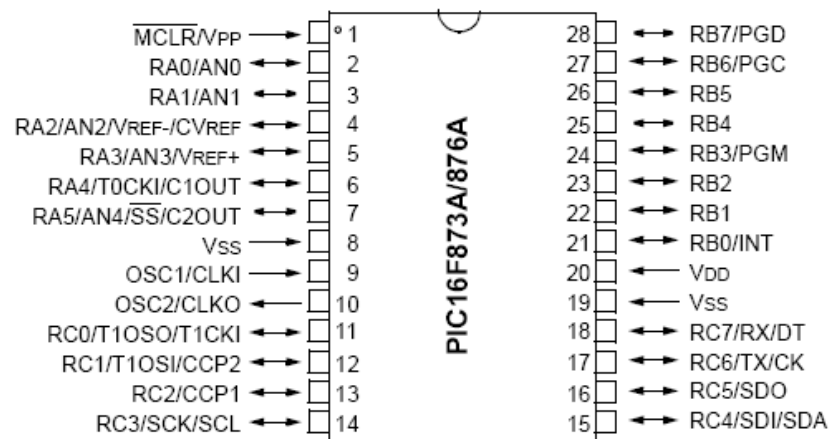 MCLR/VPP 1 28 RB7/PGD
RA0/AN0 2 27 RB6/PGC
RA1/AN1 3 26 RB5
RA2/AN2/VREF-/CVREF 4 25 RB4
RA3/AN3/VREF+ 5 24 RB3/PGM
RA4/T0CKI/C1OUT 6 23 RB2
RA5/AN4/SS/C2OUT 7 22 RB1
VSS 8 21 RB0/INT
OSC1/CLKI 9 20 VDD
OSC2/CLKO 10 19 VSS
RC0/T1OSO/T1CKI 11 18 RC7/RX/DT
RC1/T1OSI/CCP2 12 17 RC6/TX/CK
RC2/CCP1 13 16 RC5/SDO
RC3/SCK/SCL 14 15 RC4/SDI/SDA
PIC16F873A/876A